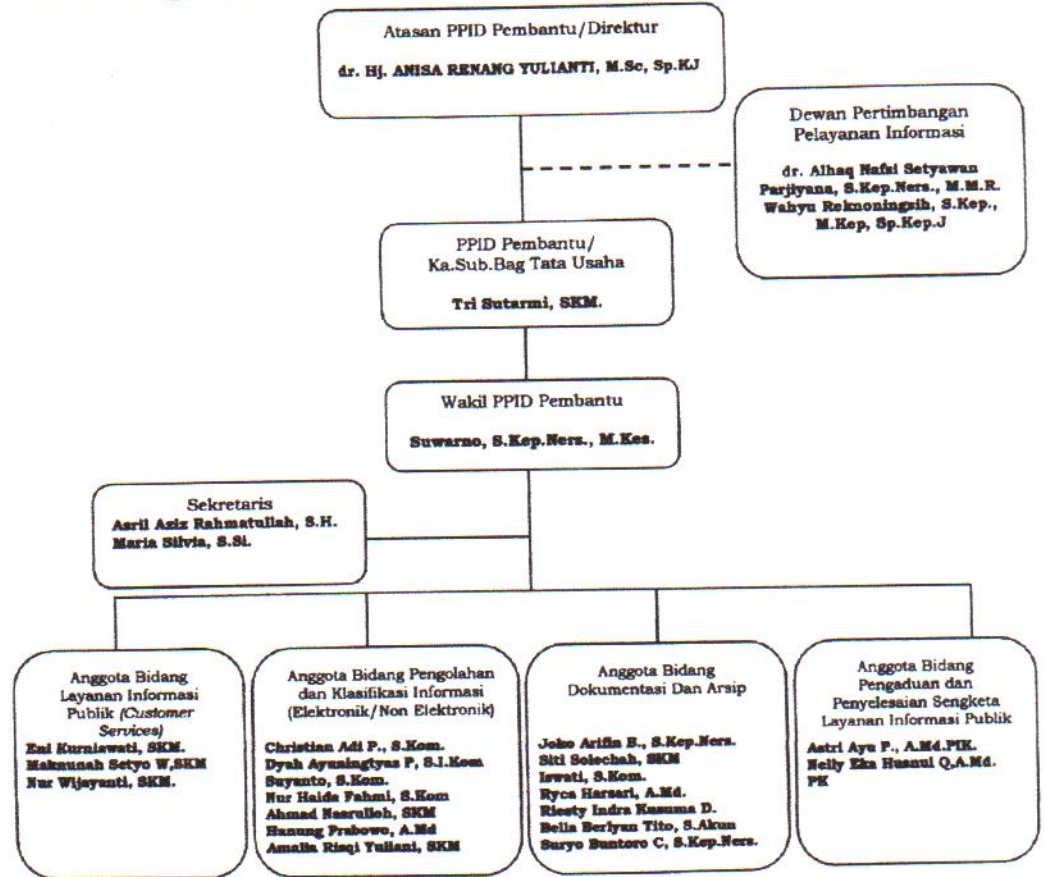 Atasan PPID Pembantu/Direktur
dr. Hj. ANISA RENANG YULIANTI, M.Sc, Sp.KJ
Dewan Pertimbangan
Pelayanan Informasi
dr. Alhaq Nafsi Setyawan
Parjiyana, S.Kep.Ners., M.M.R.
Wahyu Reknoningsih, S.Kep.,
M.Kep, Sp.Kep.J
PPID Pembantu/
Ka.Sub.Bag Tata Usaha
Tri Sutarmi, SKM.
Wakil PPID Pembantu
Suwarno, S.Kep.Ners., M.Kes.
Sekretaris
Asril Aziz Rahmatullah, S.H.
Maria Silvia, S.Si.
Anggota Bidang
Layanan Informasi
Publik (Customer
Services)
Eni Kurniawati, SKM.
Maknunah Setyo W,SKM
Nur Wijayanti, SKM.
Anggota Bidang Pengolahan
dan Klasifikasi Informasi
(Elektronik/Non Elektronik)
Christian Adi P., S.Kom.
Dyah Ayuningtyas P, S.I.Kom
Suyanto, S.Kom.
Nur Haida Fahmi, S.Kom
Ahmad Nasrulloh, SKM
Hanung Prabowo, A.Md
Amalia Risqi Yuliani, SKM
Anggota Bidang
Dokumentasi Dan Arsip
Joko Arifin B., S.Kep.Ners.
Siti Solechah, SKM
Iswati, S.Kom.
Ryca Harsari, A.Md.
Riesty Indra Kusuma D.
Bella Berlyan Tito, S.Akun
Suryo Buntoro C, S.Kep.Ners.
Anggota Bidang
Pengaduan dan
Penyelesaian Sengketa
Layanan Informasi Publik
Astri Ayu P., A.Md.PIK.
Nelly Eka Husnul Q,A.Md.
PK